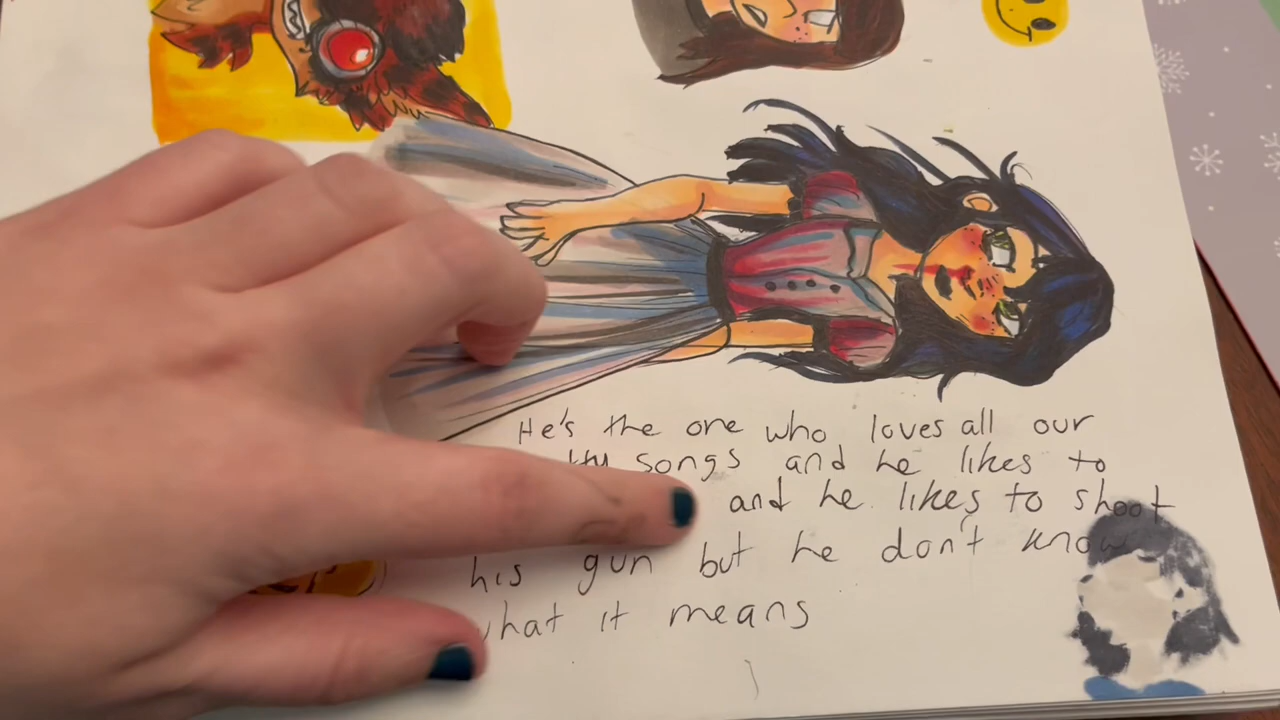 He's the one who loves all our
songs and he likes to
and he likes to shoot
his gun but he don't know
what it means